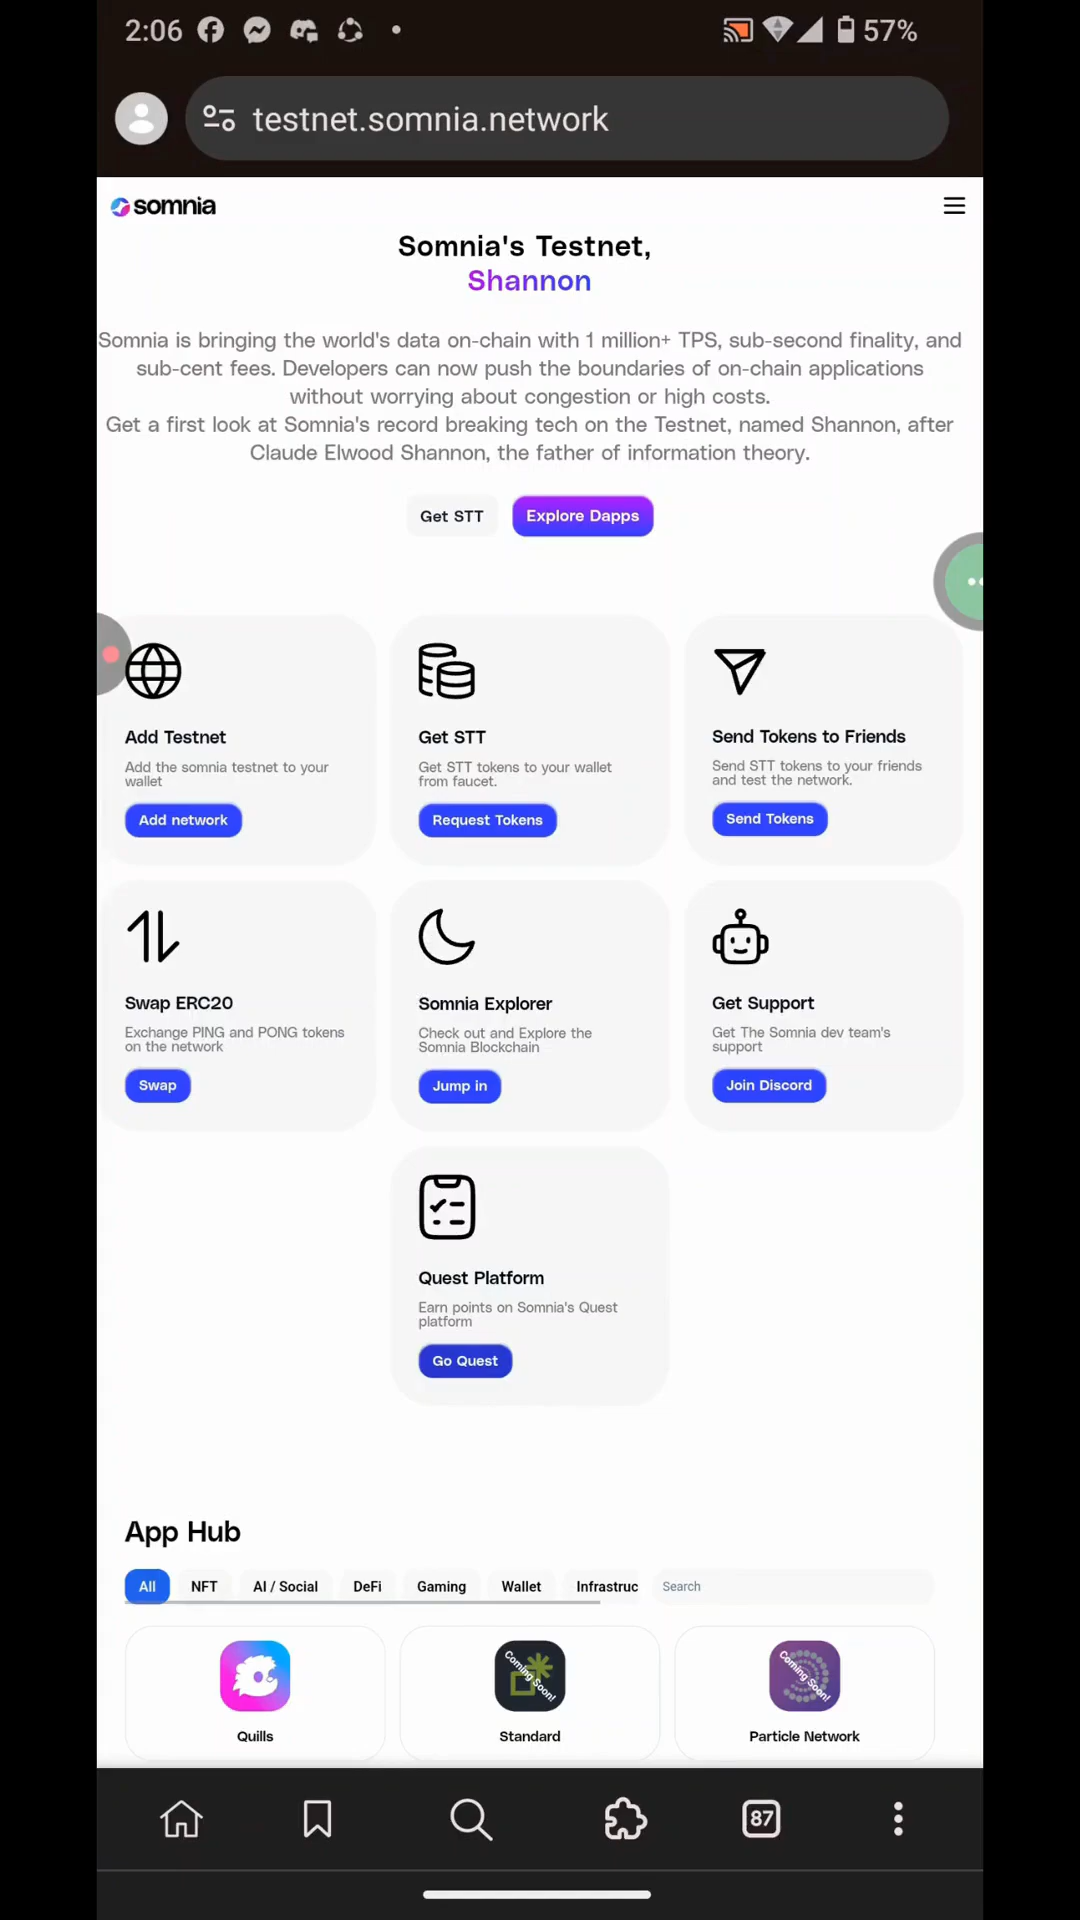 2:06
57%
testnet.somnia.network
somnia
Somnia's Testnet,
Shannon
Somnia is bringing the world's data on-chain with 1 million+ TPS, sub-second finality, and
sub-cent fees. Developers can now push the boundaries of on-chain applications
without worrying about congestion or high costs.
Get a first look at Somnia's record breaking tech on the Testnet, named Shannon, after
Claude Elwood Shannon, the father of information theory.
Get STT
Explore Dapps
Add Testnet
Add the somnia testnet to your
wallet
Add network
Get STT
Get STT tokens to your wallet
from faucet.
Request Tokens
Send Tokens to Friends
Send STT tokens to your friends
and test the network.
Send Tokens
Swap ERC20
Exchange PING and PONG tokens
on the network
Swap
Somnia Explorer
Check out and Explore the
Somnia Blockchain
Jump in
Get Support
Get The Somnia dev team's
support
Join Discord
Quest Platform
Earn points on Somnia's Quest
platform
Go Quest
App Hub
All
NFT
AI / Social
DeFi
Gaming
Wallet
Infrastruc
Search
Quills
Coming Soon!
Standard
Coming Soon!
Particle Network
87